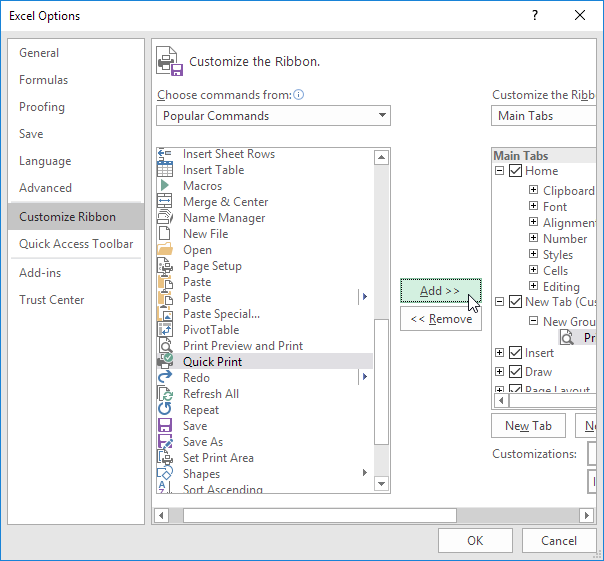 Excel Options
?
General
Formulas
Proofing
Save
Language
Advanced
Customize Ribbon
Quick Access Toolbar
Add-ins
Trust Center
Customize the Ribbon.
Choose commands from:
Popular Commands
Insert Sheet Rows
Insert Table
Macros
Merge & Center
Name Manager
New File
Open
Page Setup
Paste
Paste
Paste Special...
PivotTable
Print Preview and Print
Quick Print
Redo
Refresh All
Repeat
Save
Save As
Set Print Area
Shapes
Sort Ascending
Add >>
<< Remove
Customize the Ribb
Main Tabs
Main Tabs
Home
Clipboard
Font
Alignment
Number
Styles
Cells
Editing
New Tab (Cus
New Grou
Pr
Insert
Draw
Page Layout
New Tab
Customizations:
OK
Cancel